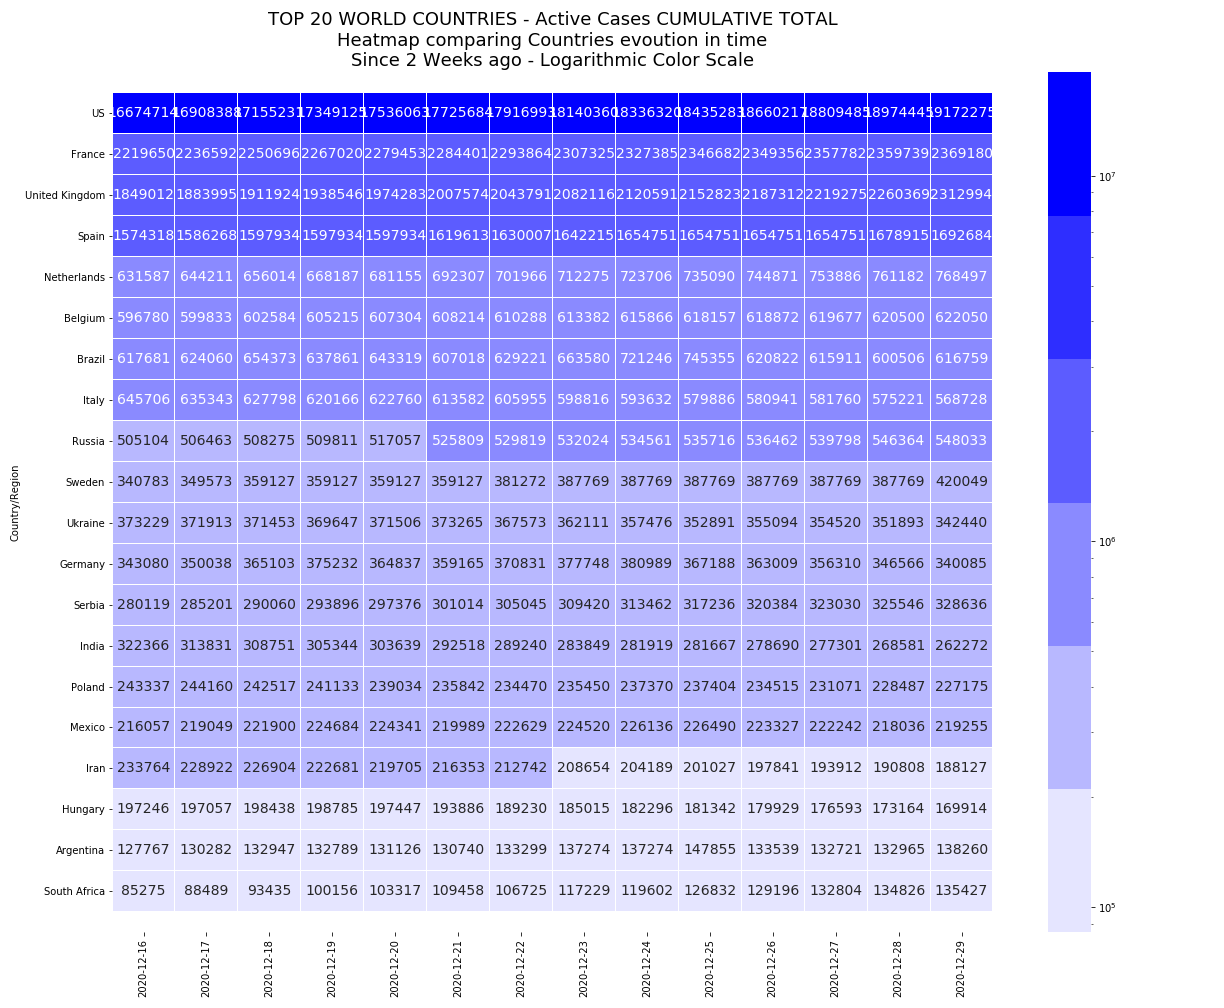 TOP 20 WORLD COUNTRIES - Active Cases CUMULATIVE TOTAL
Heatmap comparing Countries evoution in time
Since 2 Weeks ago - Logarithmic Color Scale
US 16674714 16908388 17155231 17349125 17536063 17725684 17916993 18140360 18336320 18435283 18660217 18809485 18974445 19172275
France 2219650 2236592 2250696 2267020 2279453 2284401 2293864 2307325 2327385 2346682 2349356 2357782 2359739 2369180
United Kingdom 1849012 1883995 1911924 1938546 1974283 2007574 2043791 2082116 2120591 2152823 2187312 2219275 2260369 2312994
Spain 1574318 1586268 1597934 1597934 1597934 1619613 1630007 1642215 1654751 1654751 1654751 1654751 1678915 1692684
Netherlands 631587 644211 656014 668187 681155 692307 701966 712275 723706 735090 744871 753886 761182 768497
Belgium 596780 599833 602584 605215 607304 608214 610288 613382 615866 618157 618872 619677 620500 622050
Brazil 617681 624060 654373 637861 643319 607018 629221 663580 721246 745355 620822 615911 600506 616759
Italy 645706 635343 627798 620166 622760 613582 605955 598816 593632 579886 580941 581760 575221 568728
Russia 505104 506463 508275 509811 517057 525809 529819 532024 534561 535716 536462 539798 546364 548033
Sweden 340783 349573 359127 359127 359127 359127 381272 387769 387769 387769 387769 387769 387769 420049
Ukraine 373229 371913 371453 369647 371506 373265 367573 362111 357476 352891 355094 354520 351893 342440
Germany 343080 350038 365103 375232 364837 359165 370831 377748 380989 367188 363009 356310 346566 340085
Serbia 280119 285201 290060 293896 297376 301014 305045 309420 313462 317236 320384 323030 325546 328636
India 322366 313831 308751 305344 303639 292518 289240 283849 281919 281667 278690 277301 268581 262272
Poland 243337 244160 242517 241133 239034 235842 234470 235450 237370 237404 234515 231071 228487 227175
Mexico 216057 219049 221900 224684 224341 219989 222629 224520 226136 226490 223327 222242 218036 219255
Iran 233764 228922 226904 222681 219705 216353 212742 208654 204189 201027 197841 193912 190808 188127
Hungary 197246 197057 198438 198785 197447 193886 189230 185015 182296 181342 179929 176593 173164 169914
Argentina 127767 130282 132947 132789 131126 130740 133299 137274 137274 147855 133539 132721 132965 138260
South Africa 85275 88489 93435 100156 103317 109458 106725 117229 119602 126832 129196 132804 134826 135427
2020-12-16 2020-12-17 2020-12-18 2020-12-19 2020-12-20 2020-12-21 2020-12-22 2020-12-23 2020-12-24 2020-12-25 2020-12-26 2020-12-27 2020-12-28 2020-12-29
Country/Region
10⁷
10⁶
10⁵